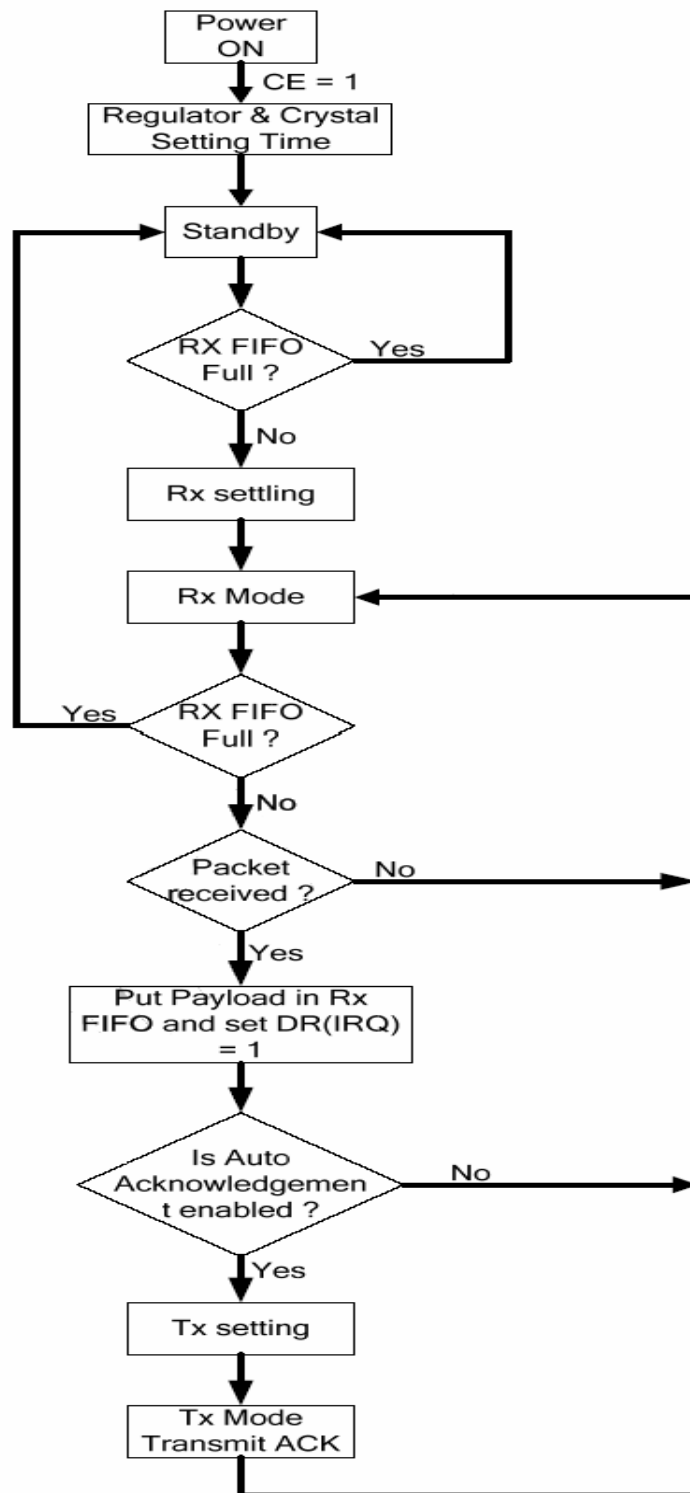 Power
ON
CE = 1
Regulator & Crystal
Setting Time
Standby
RX FIFO
Full ?
Yes
No
Rx settling
Rx Mode
RX FIFO
Full ?
Yes
No
Packet
received ?
No
Yes
Put Payload in Rx
FIFO and set DR(IRQ)
= 1
Is Auto
Acknowledgemen
t enabled ?
No
Yes
Tx setting
Tx Mode
Transmit ACK